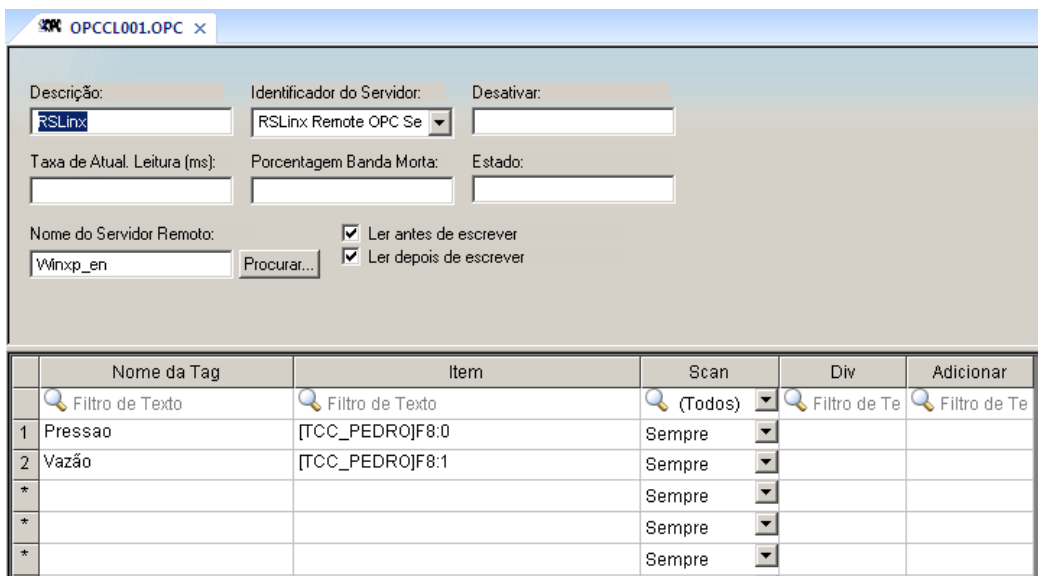 OPCCL001.OPC
Descrição: Identificador do Servidor: Desativar:
RSLinx RSLinx Remote OPC Se
Taxa de Atual. Leitura (ms): Porcentagem Banda Morta: Estado:
Nome do Servidor Remoto: Ler antes de escrever
Winxp_en Procurar... Ler depois de escrever
Nome da Tag Item Scan Div Adicionar
Filtro de Texto Filtro de Texto (Todos) Filtro de Te Filtro de Te
1 Pressao [TCC_PEDRO]F8:0 Sempre
2 Vazão [TCC_PEDRO]F8:1 Sempre
* Sempre
* Sempre
* Sempre